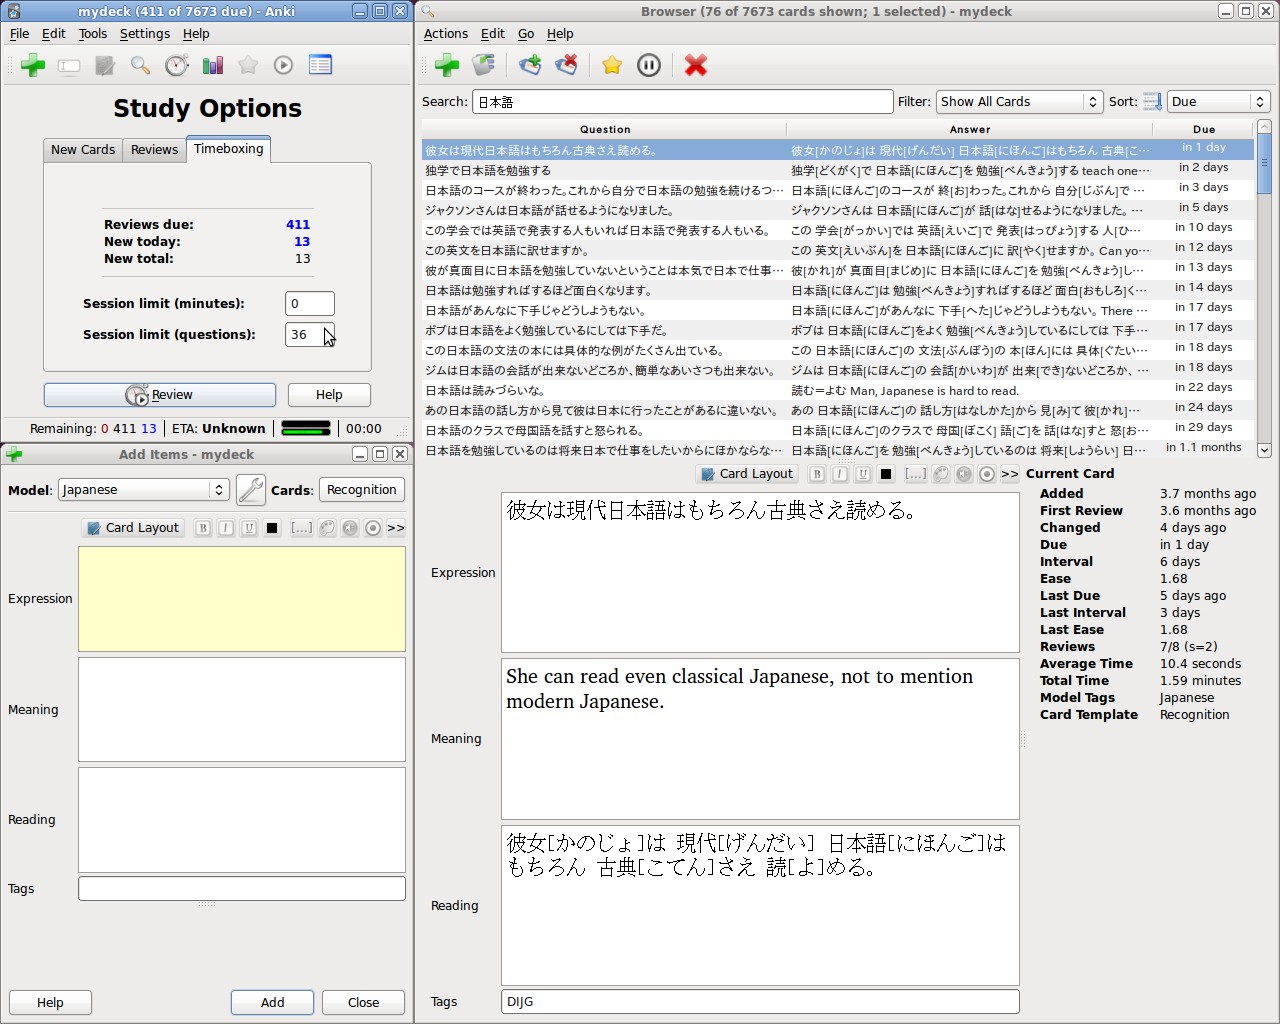 mydeck (411 of 7673 due) - Anki
File Edit Tools Settings Help
Study Options
New Cards Reviews Timeboxing
Reviews due: 411
New today: 13
New total: 13
Session limit (minutes): 0
Session limit (questions): 36
Review Help
Remaining: 0 411 13 ETA: Unknown 00:00
Add Items - mydeck
Model: Japanese Cards: Recognition
Card Layout B I U [...] >>
Expression
Meaning
Reading
Tags
Help Add Close
Browser (76 of 7673 cards shown; 1 selected) - mydeck
Actions Edit Go Help
Search: 日本語 Filter: Show All Cards Sort: Due
Question Answer Due
彼女は現代日本語はもちろん古典さえ読める。 彼女[かのじょ]は 現代[げんだい] 日本語[にほんご]はもちろん 古典[こ… in 1 day
独学で日本語を勉強する 独学[どくがく]で 日本語[にほんご]を 勉強[べんきょう]する teach one… in 2 days
日本語のコースが終わった。これから自分で日本語の勉強を続けるつ… 日本語[にほんご]のコースが 終[お]わった。これから 自分[じぶん]で … in 3 days
ジャクソンさんは日本語が話せるようになりました。 ジャクソンさんは 日本語[にほんご]が 話[はな]せるようになりました。 … in 5 days
この学会では英語で発表する人もいれば日本語で発表する人もいる。 この 学会[がっかい]では 英語[えいご]で 発表[はっぴょう]する 人[ひ… in 10 days
この英文を日本語に訳せますか。 この 英文[えいぶん]を 日本語[にほんご]に 訳[やく]せますか。 Can yo… in 12 days
彼が真面目に日本語を勉強していないということは本気で日本で仕事… 彼[かれ]が 真面目[まじめ]に 日本語[にほんご]を 勉強[べんきょう]し… in 13 days
日本語は勉強すればするほど面白くなります。 日本語[にほんご]は 勉強[べんきょう]すればするほど 面白[おもしろ]く… in 14 days
日本語があんなに下手じゃどうしようもない。 日本語[にほんご]があんなに 下手[へた]じゃどうしようもない。 There … in 17 days
ボブは日本語をよく勉強しているにしては下手だ。 ボブは 日本語[にほんご]をよく 勉強[べんきょう]しているにしては 下手… in 17 days
この日本語の文法の本には具体的な例がたくさん出ている。 この 日本語[にほんご]の 文法[ぶんぽう]の 本[ほん]には 具体[ぐたい… in 18 days
ジムは日本語の会話が出来ないどころか、簡単なあいさつも出来ない。 ジムは 日本語[にほんご]の 会話[かいわ]が 出来[でき]ないどころか、 … in 18 days
日本語は読みづらいな。 読む＝よむ Man, Japanese is hard to read. in 22 days
あの日本語の話し方から見て彼は日本に行ったことがあるに違いない。 あの 日本語[にほんご]の 話し方[はなしかた]から 見[み]て 彼[かれ]… in 24 days
日本語のクラスで母国語を話すと怒られる。 日本語[にほんご]のクラスで 母国[ぼこく] 語[ご]を 話[はな]すと 怒[お… in 29 days
日本語を勉強しているのは将来日本で仕事をしたいからにほかならな… 日本語[にほんご]を 勉強[べんきょう]しているのは 将来[しょうらい] 日… in 1.1 months
Card Layout B I U [...] >>
Expression
彼女は現代日本語はもちろん古典さえ読める。
Meaning
She can read even classical Japanese, not to mention
modern Japanese.
Reading
彼女[かのじょ]は 現代[げんだい] 日本語[にほんご]は
もちろん 古典[こてん]さえ 読[よ]める。
Tags DIJG
Current Card
Added 3.7 months ago
First Review 3.6 months ago
Changed 4 days ago
Due in 1 day
Interval 6 days
Ease 1.68
Last Due 5 days ago
Last Interval 3 days
Last Ease 1.68
Reviews 7/8 (s=2)
Average Time 10.4 seconds
Total Time 1.59 minutes
Model Tags Japanese
Card Template Recognition